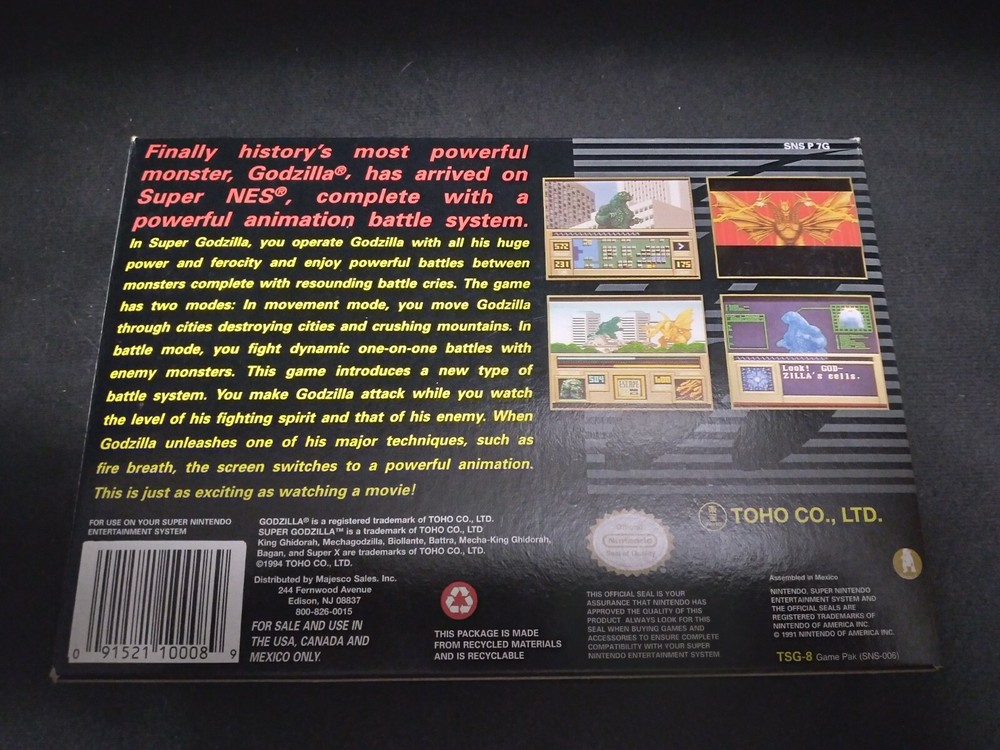 SNS P 7G
Finally history's most powerful
monster, Godzilla®, has arrived on
Super NES®, complete with a
powerful animation battle system.
In Super Godzilla, you operate Godzilla with all his huge
power and ferocity and enjoy powerful battles between
monsters complete with resounding battle cries. The game
has two modes: In movement mode, you move Godzilla
through cities destroying cities and crushing mountains. In
battle mode, you fight dynamic one-on-one battles with
enemy monsters. This game introduces a new type of
battle system. You make Godzilla attack while you watch
the level of his fighting spirit and that of his enemy. When
Godzilla unleashes one of his major techniques, such as
fire breath, the screen switches to a powerful animation.
This is just as exciting as watching a movie!
572
231
175
504
ESCAPE
Look! GOD-
ZILLA's cells.
FOR USE ON YOUR SUPER NINTENDO
ENTERTAINMENT SYSTEM
0 91521 10008 9
GODZILLA® is a registered trademark of TOHO CO., LTD.
SUPER GODZILLA™ is a trademark of TOHO CO., LTD
King Ghidorah, Mechagodzilla, Biollante, Battra, Mecha-King Ghidorah,
Bagan, and Super X are trademarks of TOHO CO., LTD.
©1994 TOHO CO., LTD.
Distributed by Majesco Sales. Inc.
244 Fernwood Avenue
Edison, NJ 08837
800-826-0015
FOR SALE AND USE IN
THE USA, CANADA AND
MEXICO ONLY.
THIS PACKAGE IS MADE
FROM RECYCLED MATERIALS
AND IS RECYCLABLE
Nintendo
THIS OFFICIAL SEAL IS YOUR
ASSURANCE THAT NINTENDO HAS
APPROVED THE QUALITY OF THIS
PRODUCT ALWAYS LOOK FOR THIS
SEAL WHEN BUYING GAMES AND
ACCESSORIES TO ENSURE COMPLETE
COMPATIBILITY WITH YOUR SUPER
NINTENDO ENTERTAINMENT SYSTEM
TOHO CO., LTD.
Assembled in Mexico
NINTENDO, SUPER NINTENDO
ENTERTAINMENT SYSTEM AND
THE OFFICIAL SEALS ARE
REGISTERED TRADEMARKS OF
NINTENDO OF AMERICA INC.
© 1991 NINTENDO OF AMERICA INC.
TSG-8 Game Pak (SNS-006)